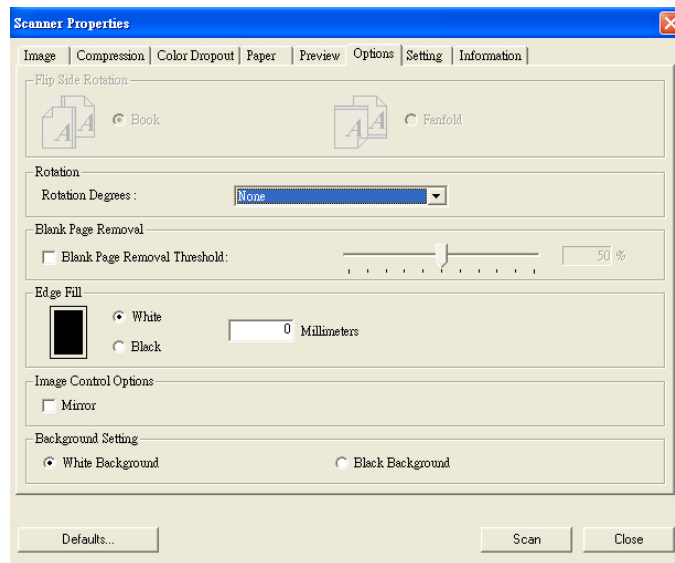 Scanner Properties
Image Compression Color Dropout Paper Preview Options Setting Information
Flip Side Rotation
A A Book A A Fanfold
Rotation
Rotation Degrees : None
Blank Page Removal
Blank Page Removal Threshold: 50 %
Edge Fill
White
0 Millimeters
Black
Image Control Options
Mirror
Background Setting
White Background Black Background
Defaults... Scan Close